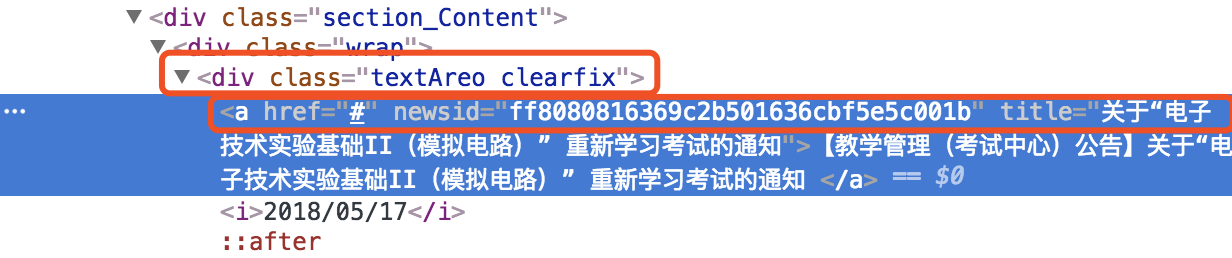 ▼<div class="section_Content">
▼<div class="wrap">
▼<div class="textAreo clearfix">
··· <a href="#" newsid="ff8080816369c2b501636cbf5e5c001b" title="关于“电子
技术实验基础II（模拟电路）” 重新学习考试的通知">【教学管理（考试中心）公告】关于“电
子技术实验基础II（模拟电路）” 重新学习考试的通知 </a> == $0
<i>2018/05/17</i>
::after